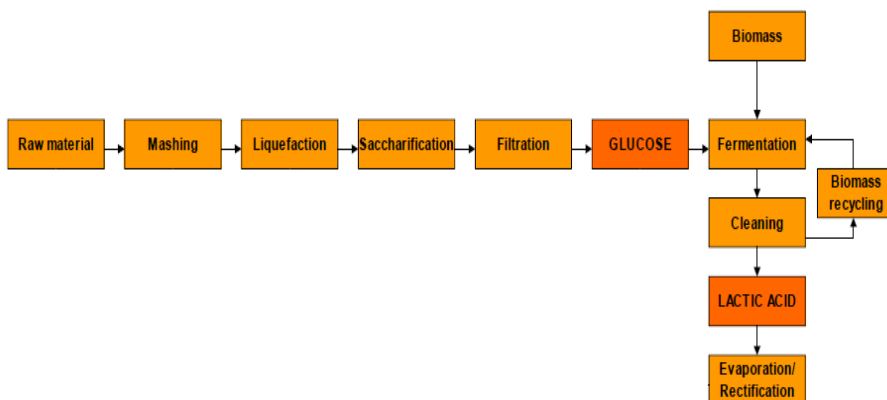 Biomass
Raw material
Mashing
Liquefaction
Saccharification
Filtration
GLUCOSE
Fermentation
Biomass
recycling
Cleaning
LACTIC ACID
Evaporation/
Rectification